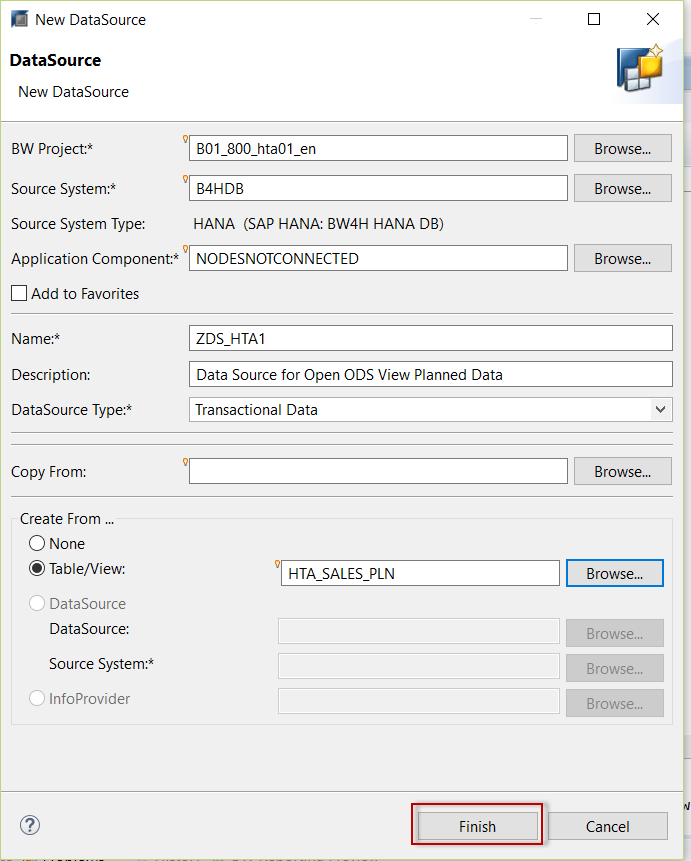 New DataSource
DataSource
New DataSource
BW Project:* B01_800_hta01_en Browse...
Source System:* B4HDB Browse...
Source System Type: HANA (SAP HANA: BW4H HANA DB)
Application Component:* NODESNOTCONNECTED Browse...
Add to Favorites
Name:* ZDS_HTA1
Description: Data Source for Open ODS View Planned Data
DataSource Type:* Transactional Data
Copy From: Browse...
Create From ...
None
Table/View: HTA_SALES_PLN Browse...
DataSource
DataSource: Browse...
Source System:* Browse...
InfoProvider Browse...
? Finish Cancel